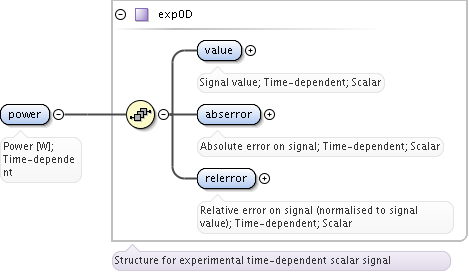 exp0D
value
Signal value; Time-dependent; Scalar
power
abserror
Power [W];
Time-depende
nt
Absolute error on signal; Time-dependent; Scalar
relerror
Relative error on signal (normalised to signal
value); Time-dependent; Scalar
Structure for experimental time-dependent scalar signal